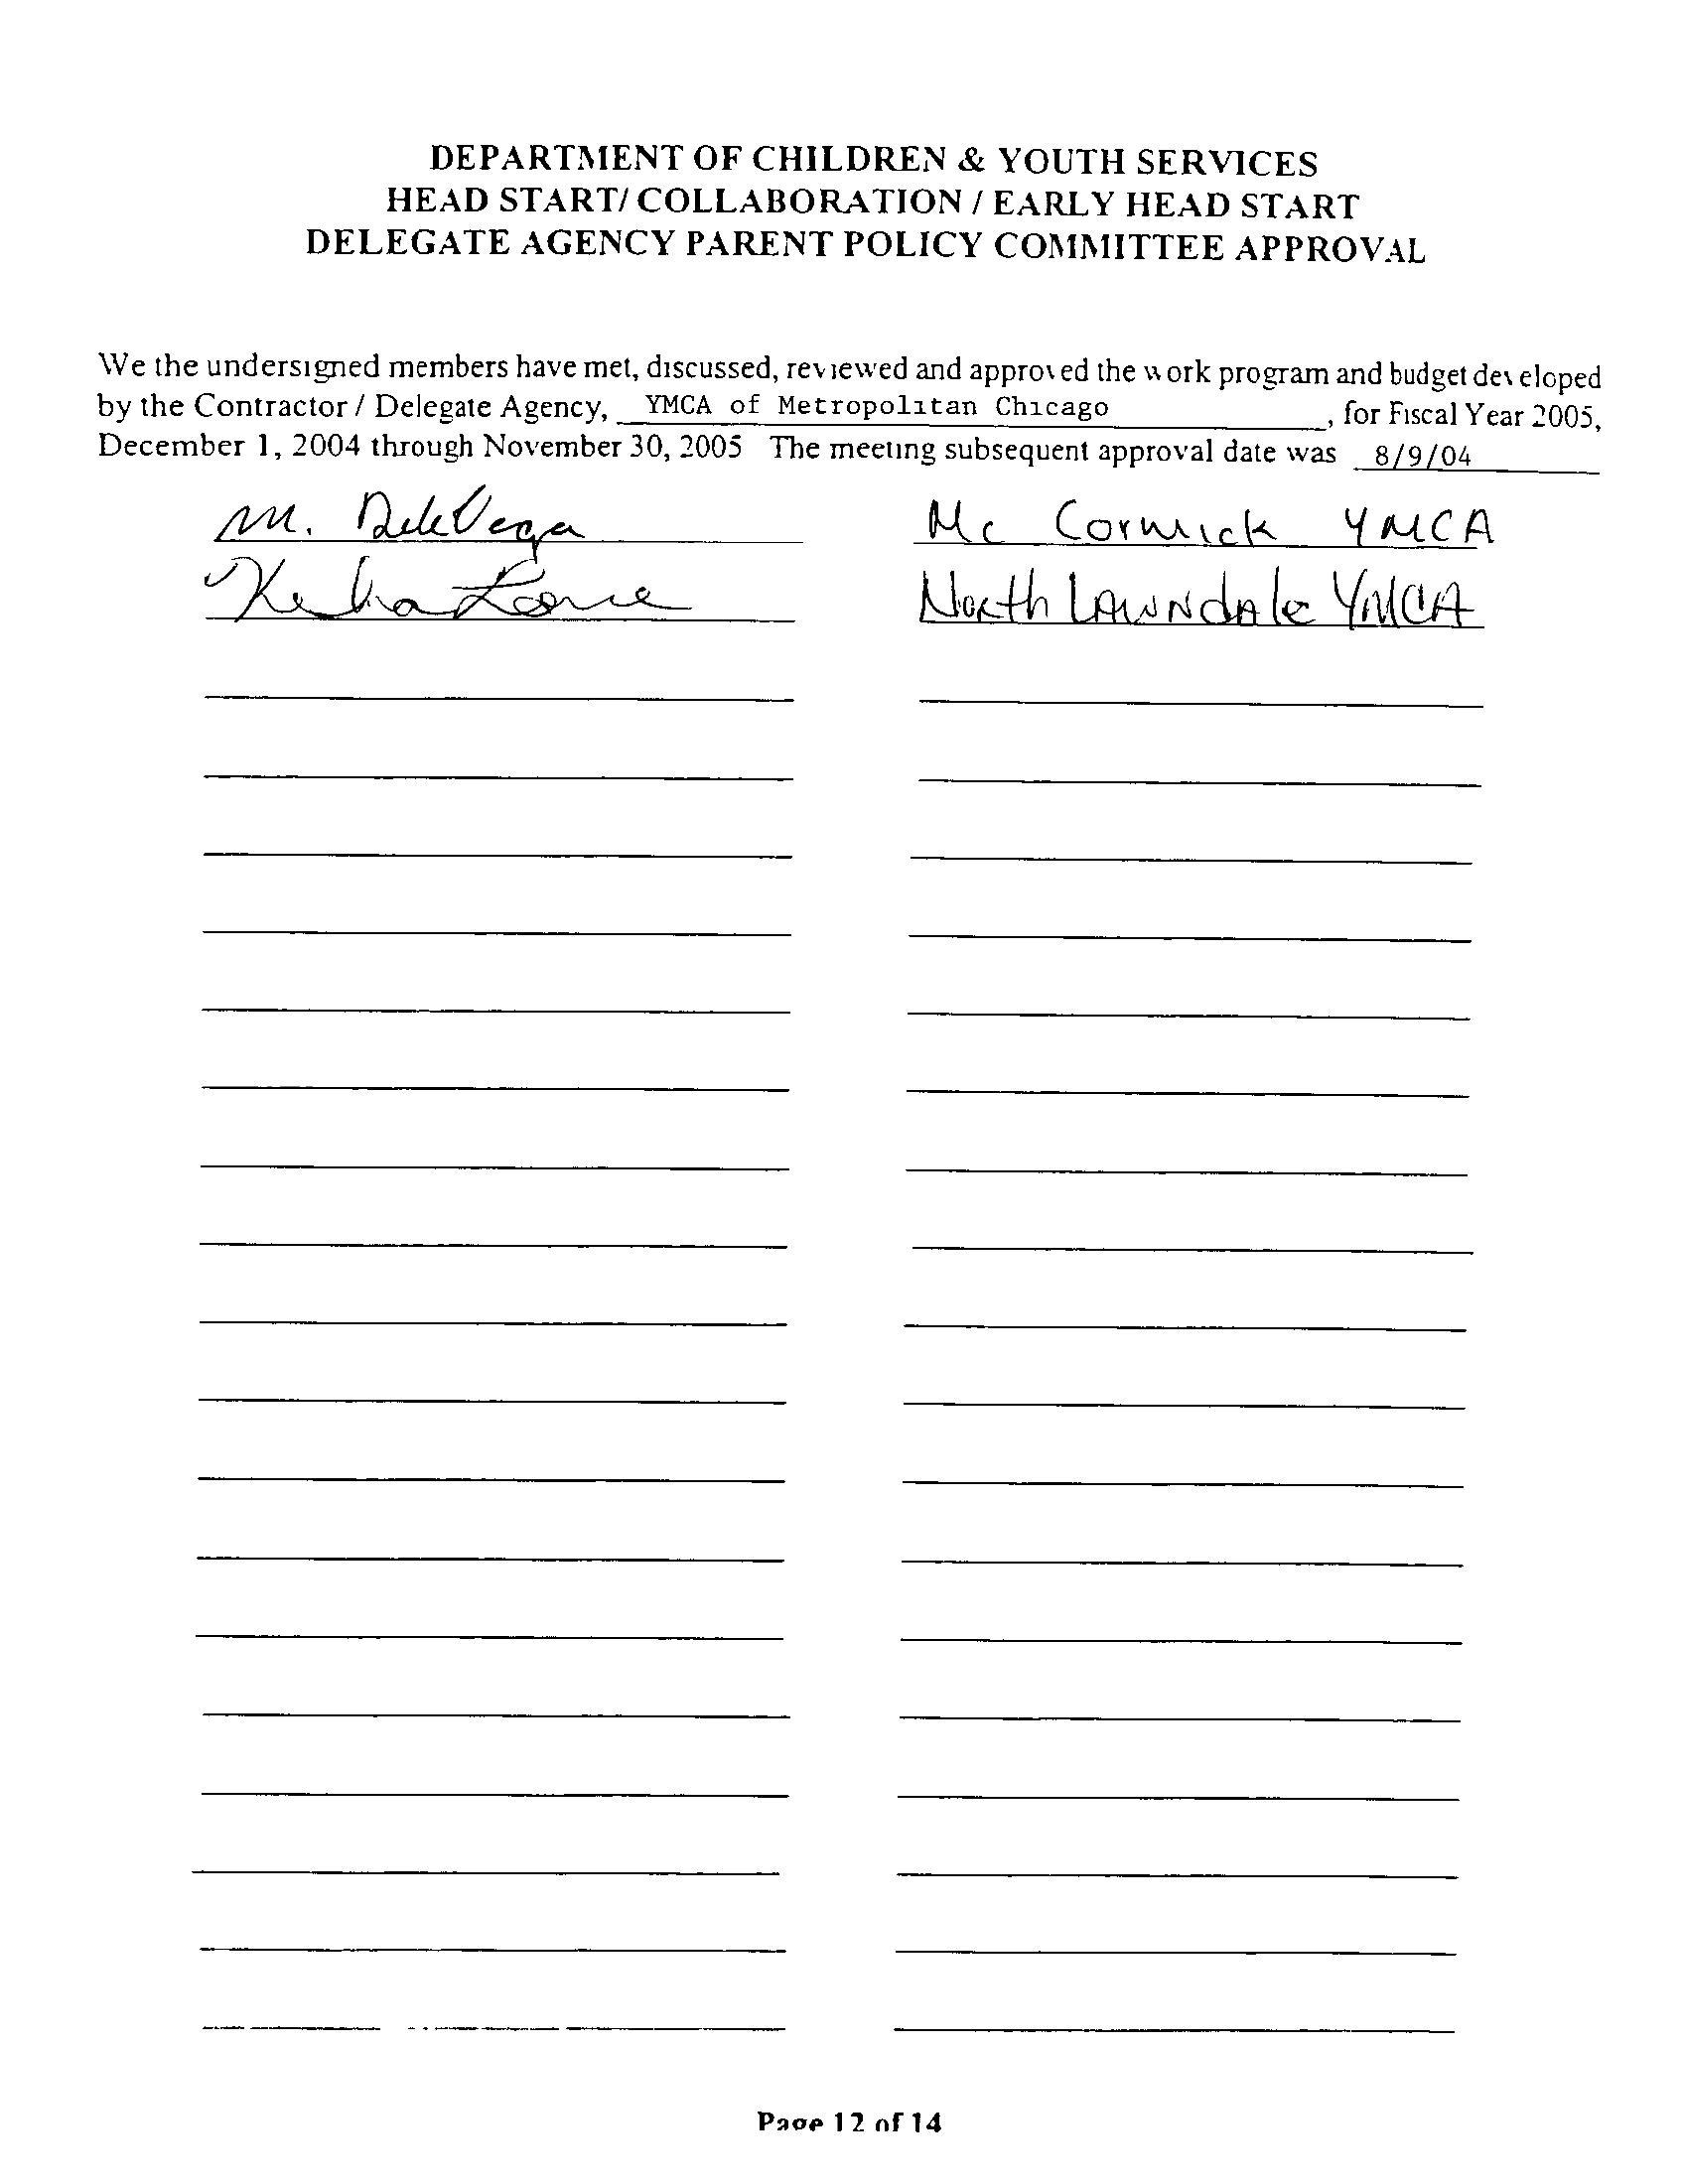 DEPARTMENT OF CHILDREN & YOUTH SERVICES
HEAD START/ COLLABORATION / EARLY HEAD START
DELEGATE AGENCY PARENT POLICY COMMITTEE APPROVAL
We the undersigned members have met, discussed, reviewed and approved the work program and budget developed
by the Contractor / Delegate Agency, YMCA of Metropolitan Chicago, for Fiscal Year 2005,
December 1, 2004 through November 30, 2005 The meeting subsequent approval date was 8/9/04
M. DeleVega Mc Cormick YMCA
North Lawndale YMCA
Page 12 of 14